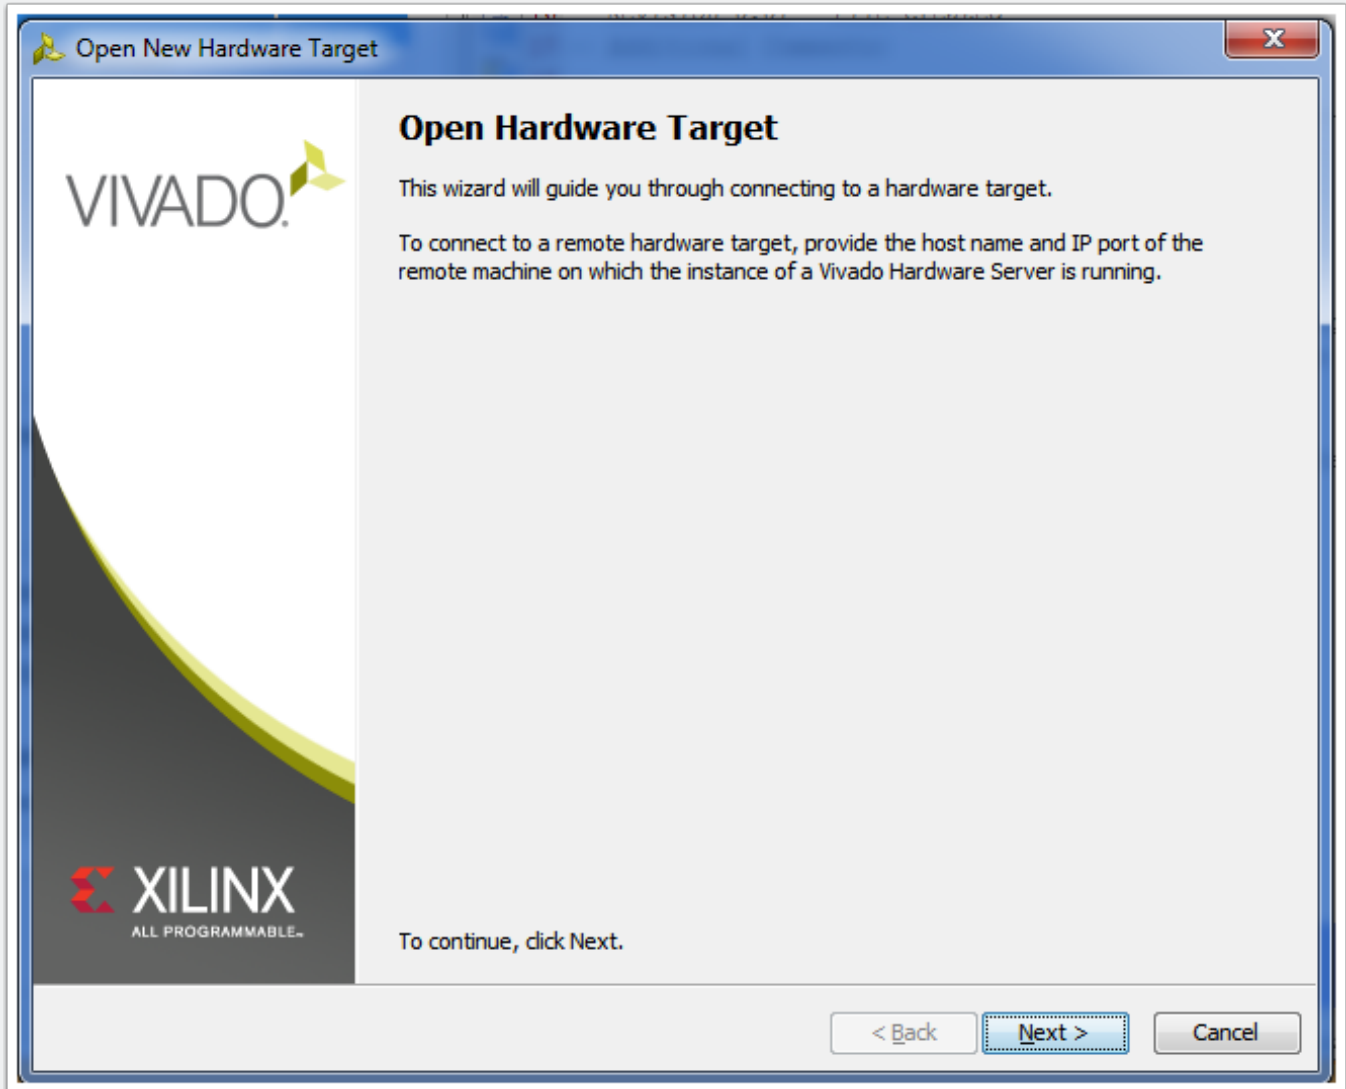 Open New Hardware Target
VIVADO.
Open Hardware Target
This wizard will guide you through connecting to a hardware target.
To connect to a remote hardware target, provide the host name and IP port of the
remote machine on which the instance of a Vivado Hardware Server is running.
XILINX
ALL PROGRAMMABLE™
To continue, click Next.
< Back
Next >
Cancel